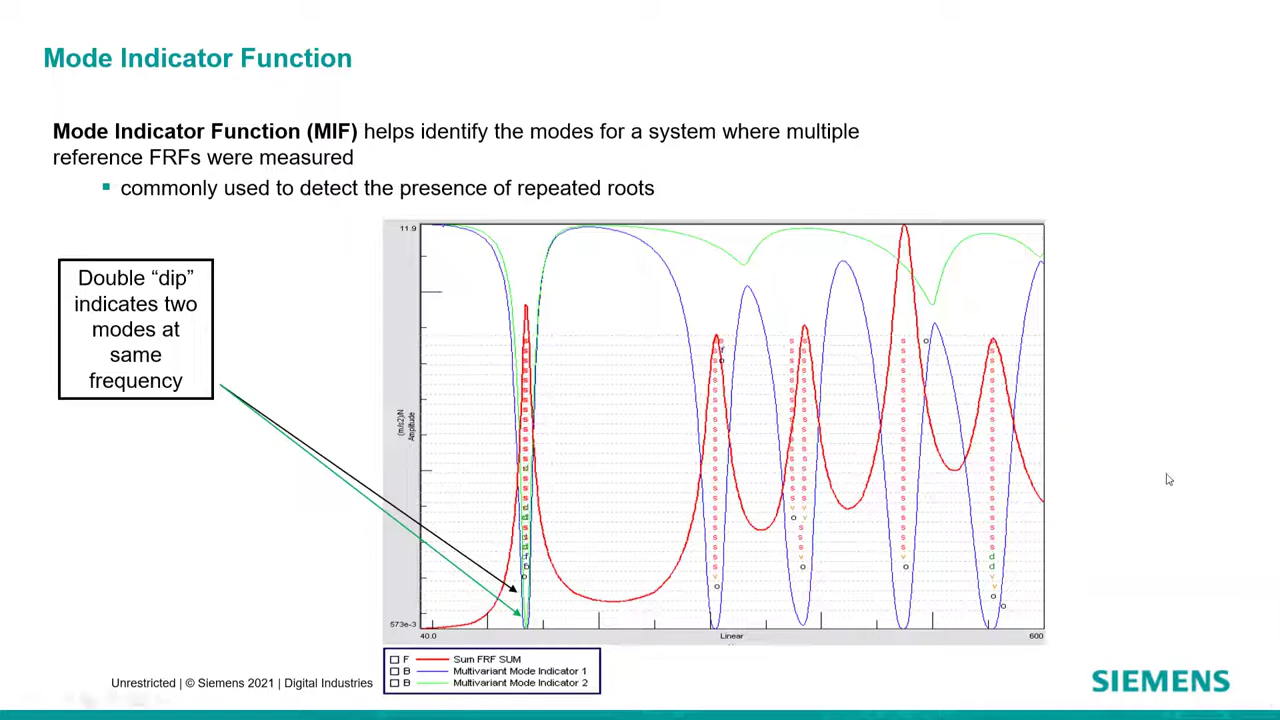 Mode Indicator Function
Mode Indicator Function (MIF) helps identify the modes for a system where multiple
reference FRFs were measured
commonly used to detect the presence of repeated roots
Double “dip”
indicates two
modes at
same
frequency
11.9
(m/s2)/N
Amplitude
573e-3
40.0
Linear
600
F Sum FRF SUM
B Multivariant Mode Indicator 1
B Multivariant Mode Indicator 2
Unrestricted | © Siemens 2021 | Digital Industries
SIEMENS